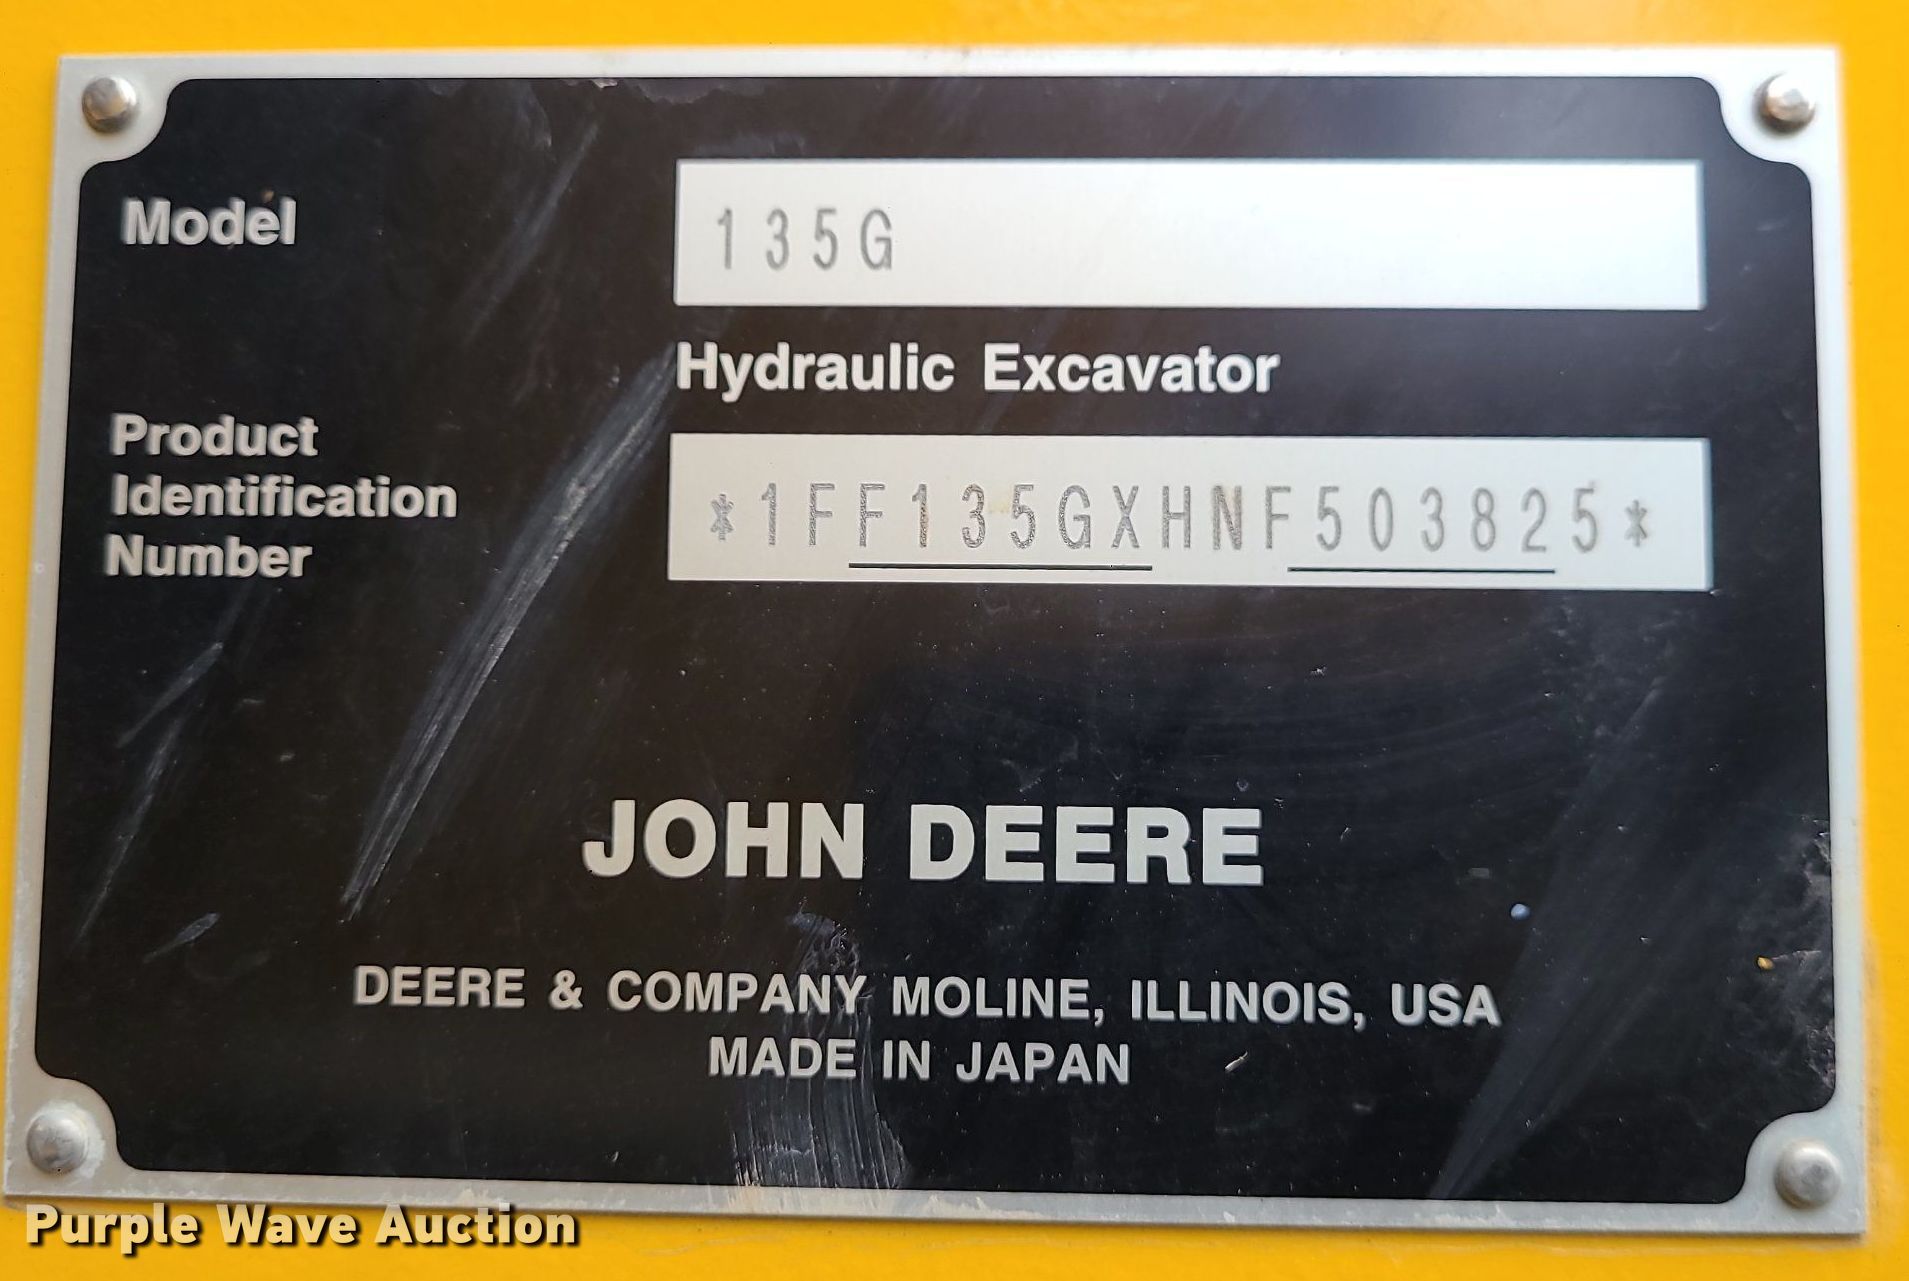 Model
135G
Hydraulic Excavator
Product
Identification
Number
*1FF135GXHNF503825*
JOHN DEERE
DEERE & COMPANY MOLINE, ILLINOIS, USA
MADE IN JAPAN
Purple Wave Auction